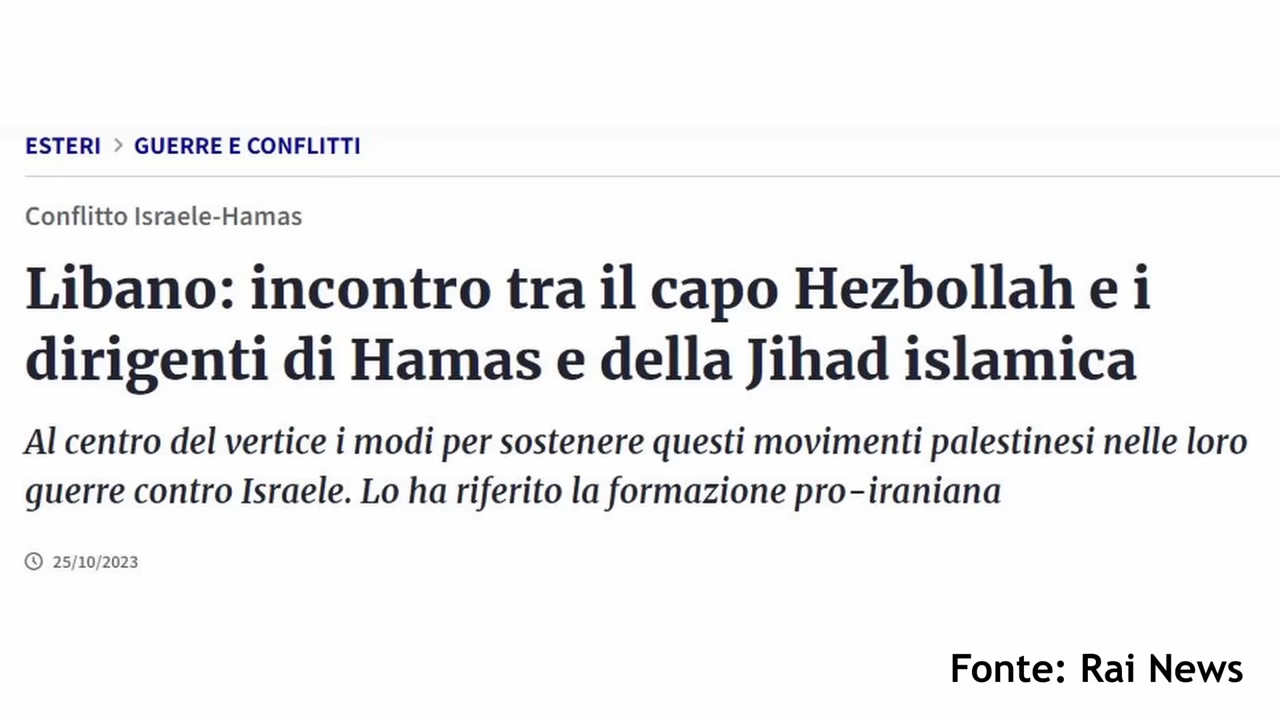 ESTERI > GUERRE E CONFLITTI
Conflitto Israele-Hamas
Libano: incontro tra il capo Hezbollah e i
dirigenti di Hamas e della Jihad islamica
Al centro del vertice i modi per sostenere questi movimenti palestinesi nelle loro
guerre contro Israele. Lo ha riferito la formazione pro-iraniana
25/10/2023
Fonte: Rai News